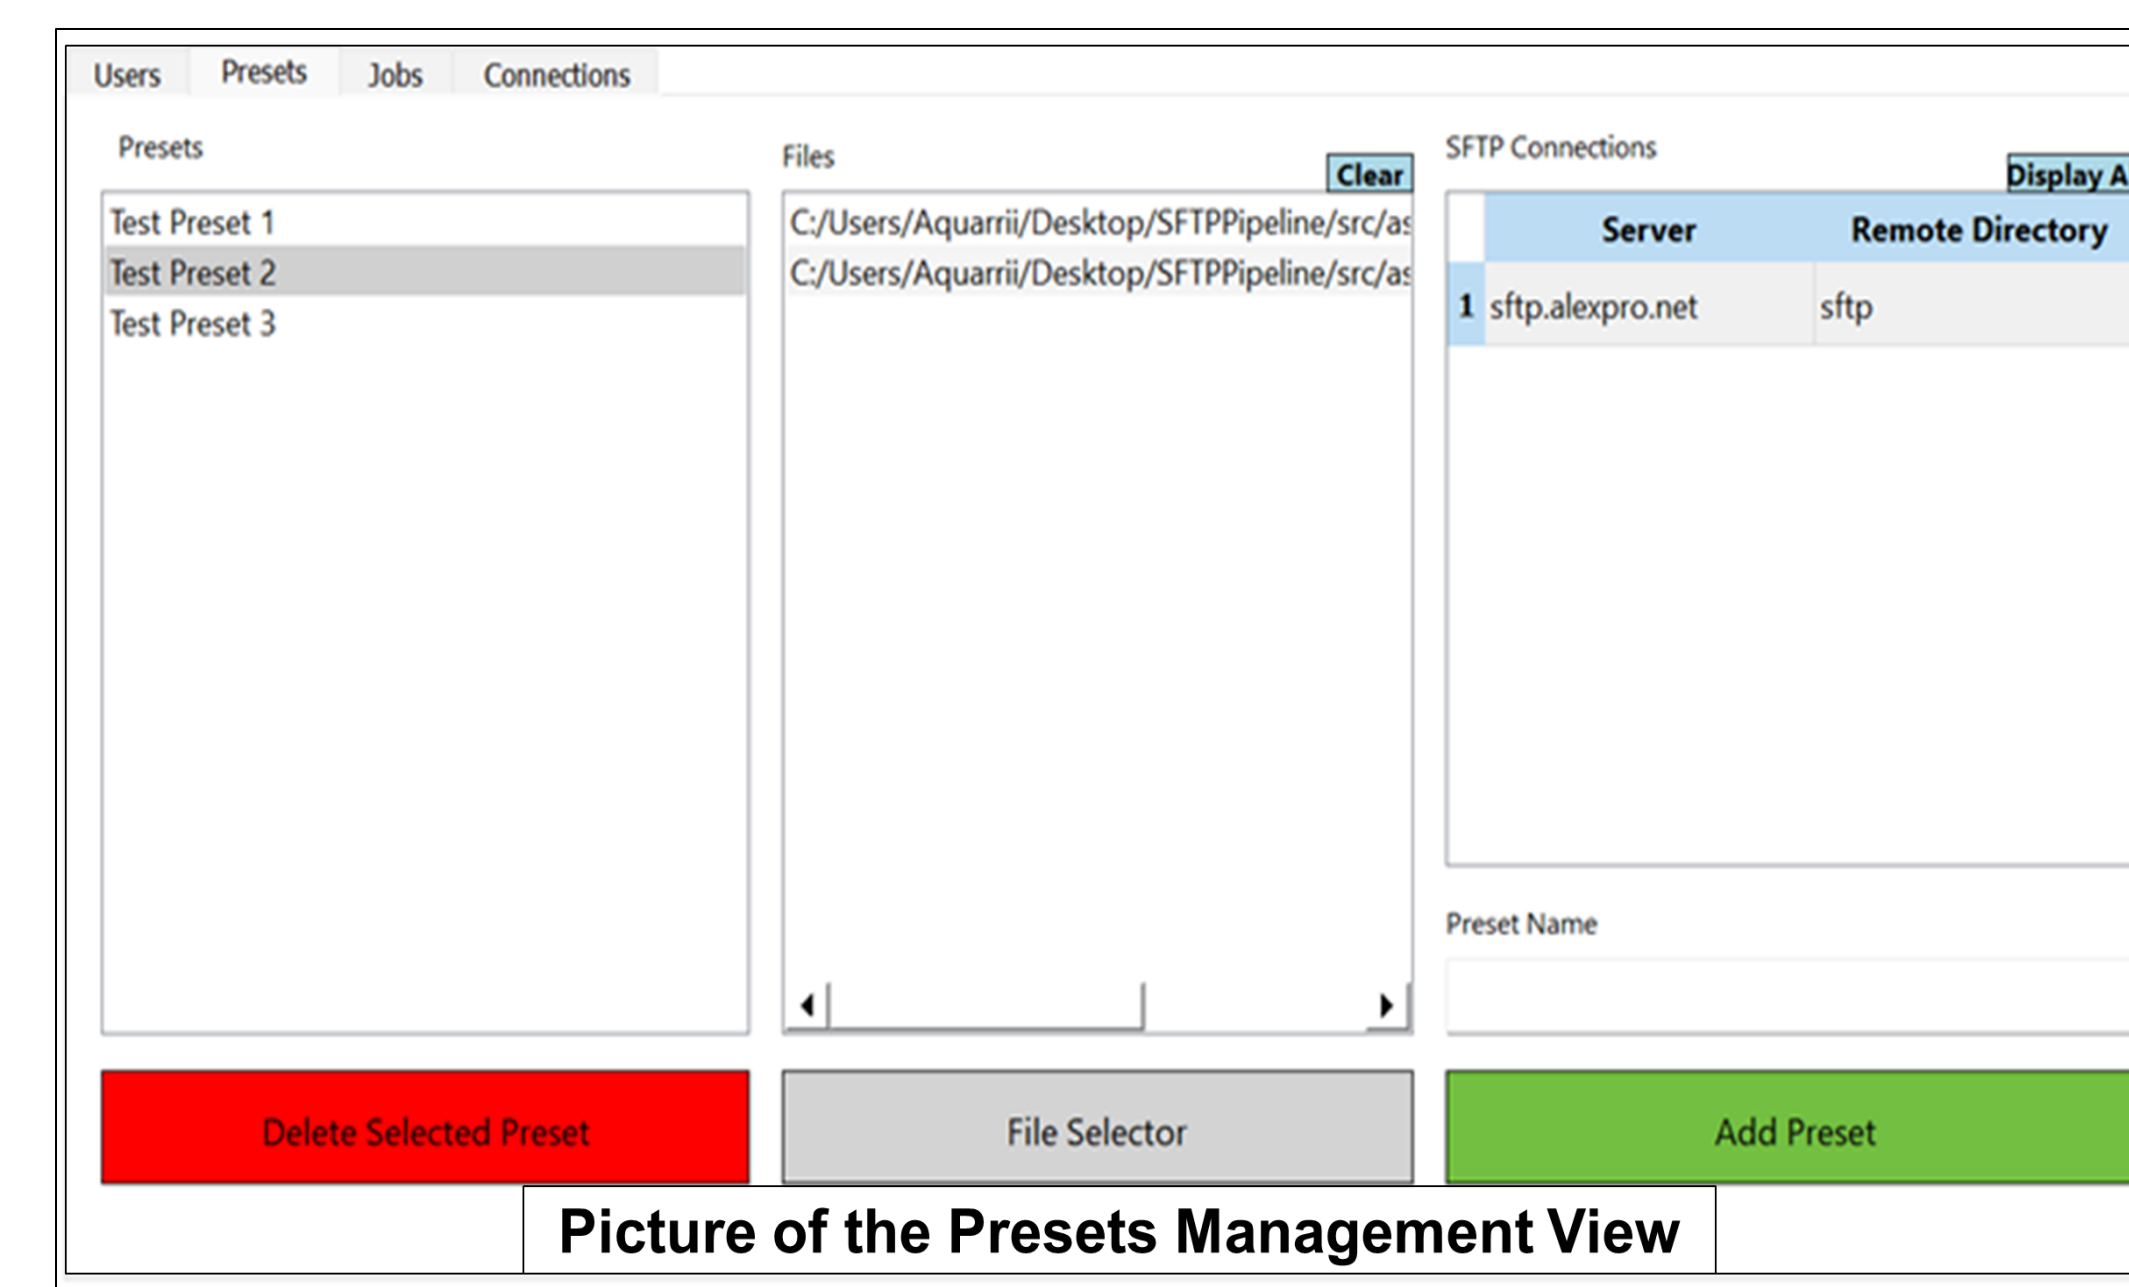 Users Presets Jobs Connections
Presets
Test Preset 1
Test Preset 2
Test Preset 3
Delete Selected Preset
Files
Clear
C:/Users/Aquarrii/Desktop/SFTPPipeline/src/as
C:/Users/Aquarrii/Desktop/SFTPPipeline/src/as
File Selector
SFTP Connections
Display A
Server Remote Directory
1 sftp.alexpro.net sftp
Preset Name
Add Preset
Picture of the Presets Management View